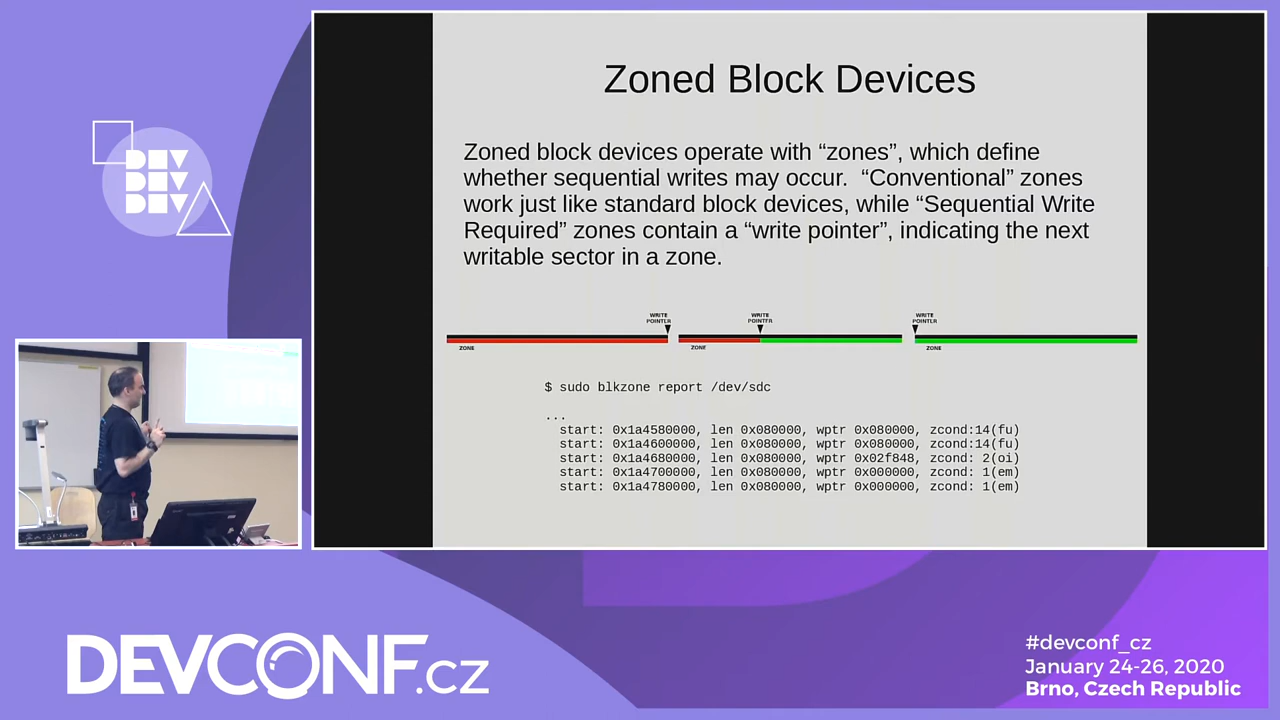 Zoned Block Devices
Zoned block devices operate with “zones”, which define
whether sequential writes may occur.  “Conventional” zones
work just like standard block devices, while “Sequential Write
Required” zones contain a “write pointer”, indicating the next
writable sector in a zone.
WRITE
POINTER
WRITE
POINTER
WRITE
POINTER
ZONE
ZONE
ZONE
$ sudo blkzone report /dev/sdc
...
start: 0x1a4580000, len 0x080000, wptr 0x080000, zcond:14(fu)
start: 0x1a4600000, len 0x080000, wptr 0x080000, zcond:14(fu)
start: 0x1a4680000, len 0x080000, wptr 0x02f848, zcond: 2(oi)
start: 0x1a4700000, len 0x080000, wptr 0x000000, zcond: 1(em)
start: 0x1a4780000, len 0x080000, wptr 0x000000, zcond: 1(em)
DEV
DEV
DEV
DEVCONF.cz
#devconf_cz
January 24-26, 2020
Brno, Czech Republic